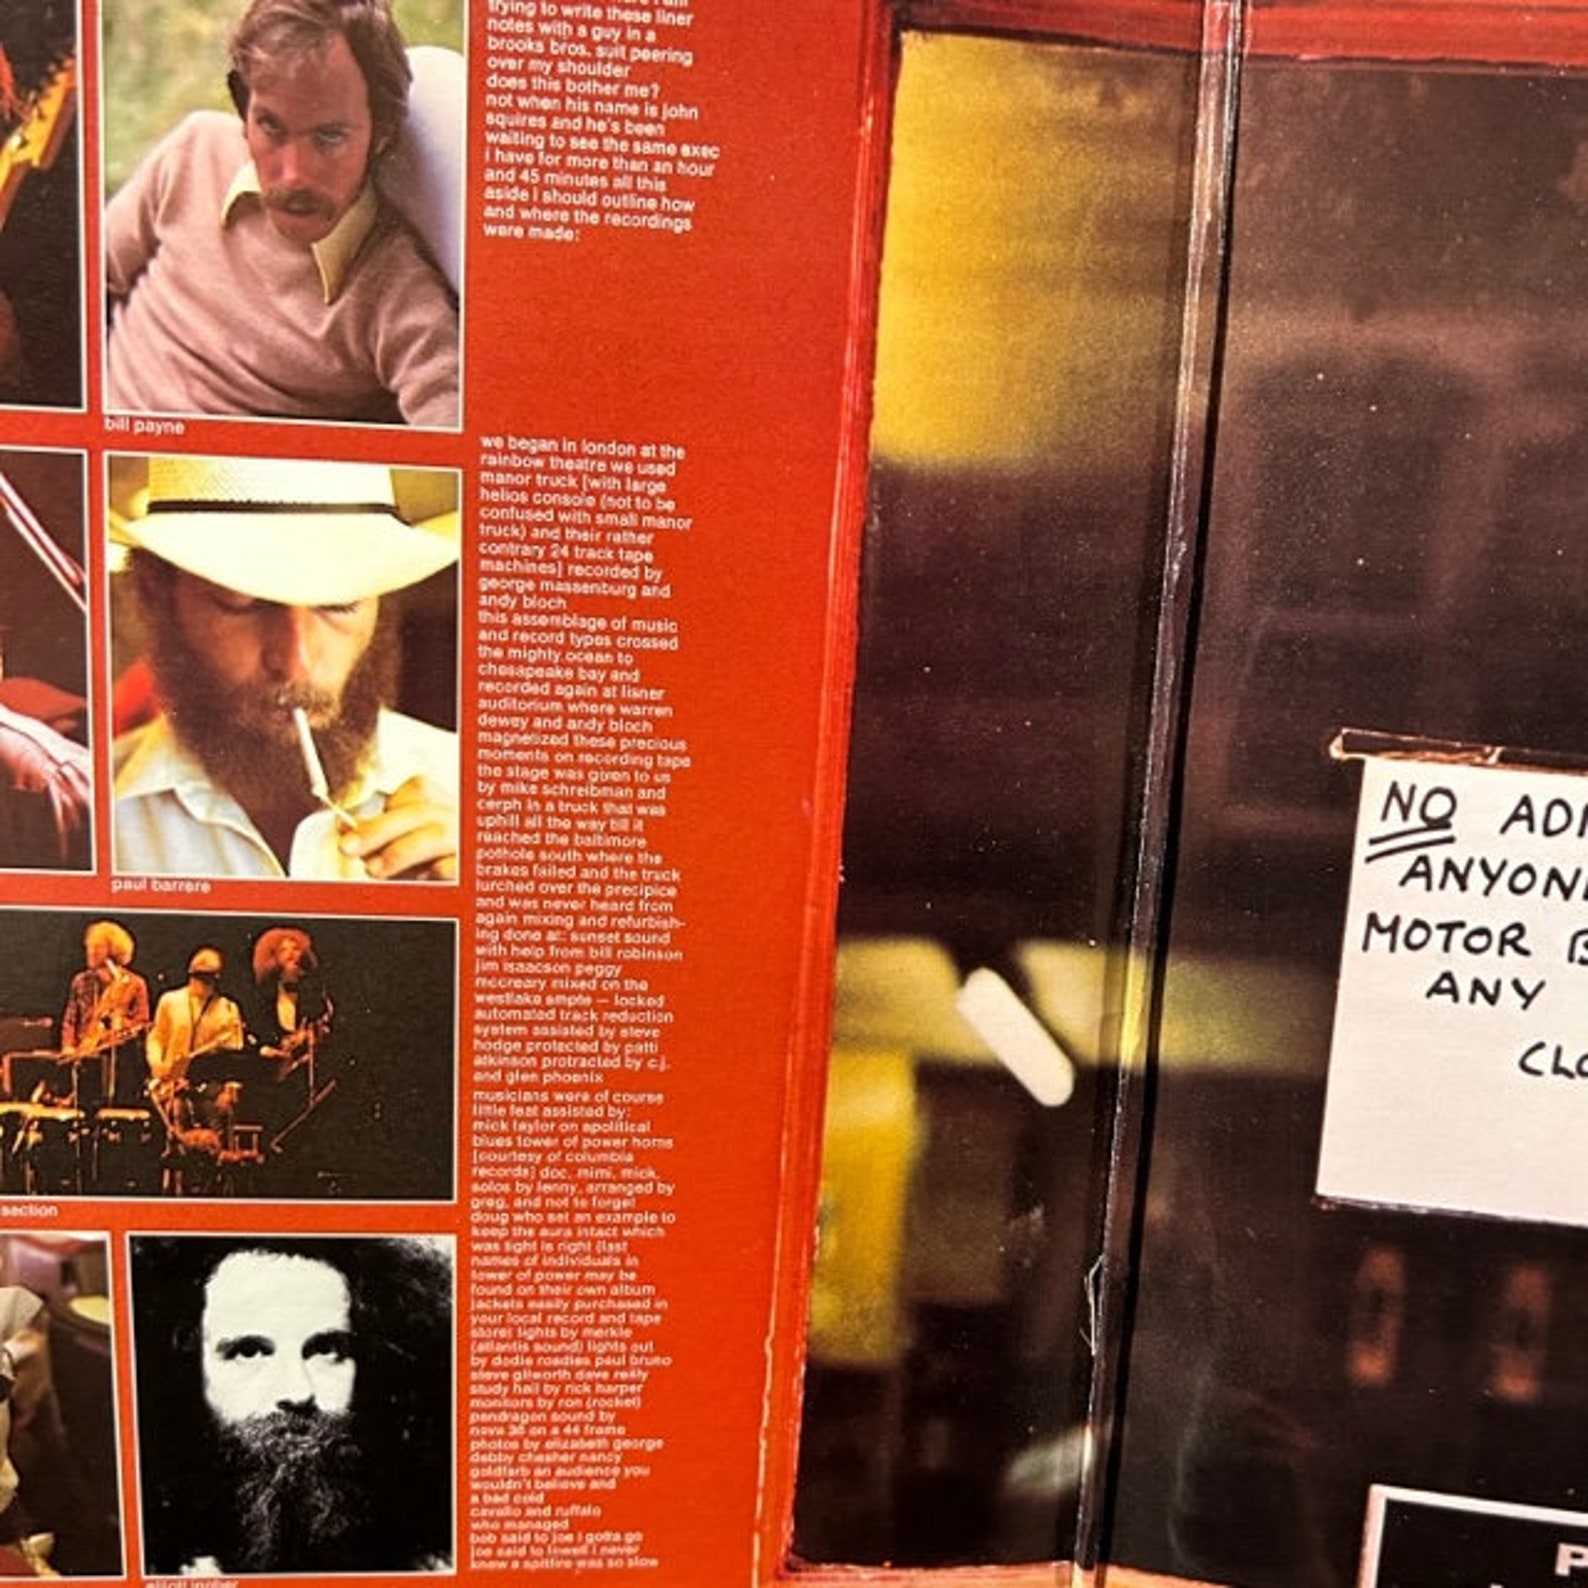 trying to write these liner
notes with a guy in a
brooks bros. suit peering
over my shoulder
does this bother me?
not when his name is john
squires and he's been
waiting to see the same exec
i have for more than an hour
and 45 minutes all this
aside i should outline how
and where the recordings
were made:
bill payne
we began in london at the
rainbow theatre we used
manor truck [with large
helios console (not to be
confused with small manor
truck) and their rather
contrary 24 track tape
machines] recorded by
george massenburg and
andy bloch
this assemblage of music
and record types crossed
the mighty ocean to
chesapeake bay and
recorded again at lisner
auditorium where warren
dewey and andy bloch
magnetized these precious
moments on recording tape
the stage was given to us
by mike schreibman and
cerph in a truck that was
uphill all the way till it
reached the baltimore
pothole south where the
brakes failed and the truck
lurched over the precipice
and was never heard from
again mixing and refurbish-
ing done at: sunset sound
with help from bill robinson
jim isaacson peggy
mccreary mixed on the
westlake smpte — locked
automated track reduction
system assisted by steve
hodge protected by patti
atkinson protracted by c.j.
and glen phoenix
musicians were of course
little feat assisted by:
mick taylor on apolitical
blues tower of power horns
[courtesy of columbia
records] doc, mimi, mick,
solos by lenny, arranged by
greg, and not to forget
doug who set an example to
keep the aura intact which
was tight is right (last
names of individuals in
tower of power may be
found on their own album
jackets easily purchased in
your local record and tape
store) lights by merkle
(atlantis sound) lights out
by dodie roadies paul bruno
steve gilworth dave reilly
study hall by rick harper
monitors by ron (rocket)
pendragon sound by
nova 36 on a 44 frame
photos by elizabeth george
debby chesher nancy
goldfarb an audience you
wouldn't believe and
a bad cold
cavallo and ruffalo
who managed
bob said to joe i gotta go
joe said to lowell i never
knew a spitfire was so slow
paul barrere
section
NO
ANY
MOTOR